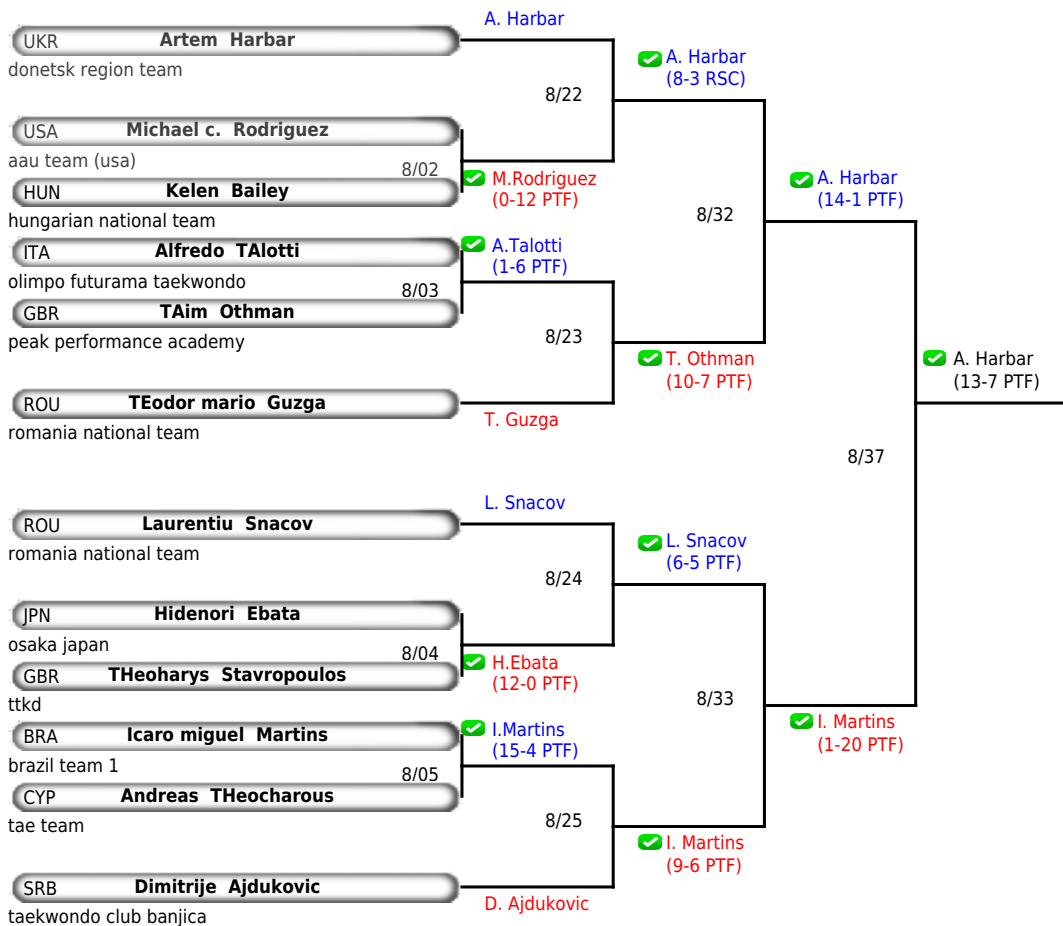 A. Harbar
UKR Artem Harbar
donetsk region team
A. Harbar
(8-3 RSC)
8/22
USA Michael c. Rodriguez
aau team (usa)
8/02
M.Rodriguez
(0-12 PTF)
HUN Kelen Bailey
hungarian national team
A. Harbar
(14-1 PTF)
8/32
ITA Alfredo TAlotti
olimpo futurama taekwondo
A.Talotti
(1-6 PTF)
8/03
GBR TAim Othman
peak performance academy
8/23
T. Othman
(10-7 PTF)
A. Harbar
(13-7 PTF)
ROU TEodor mario Guzga
romania national team
T. Guzga
8/37
L. Snacov
ROU Laurentiu Snacov
romania national team
L. Snacov
(6-5 PTF)
8/24
JPN Hidenori Ebata
osaka japan
8/04
H.Ebata
(12-0 PTF)
GBR THeoharys Stavropoulos
ttkd
8/33
I. Martins
(1-20 PTF)
BRA Icaro miguel Martins
brazil team 1
I.Martins
(15-4 PTF)
8/05
CYP Andreas THeocharous
tae team
8/25
I. Martins
(9-6 PTF)
SRB Dimitrije Ajdukovic
taekwondo club banjica
D. Ajdukovic